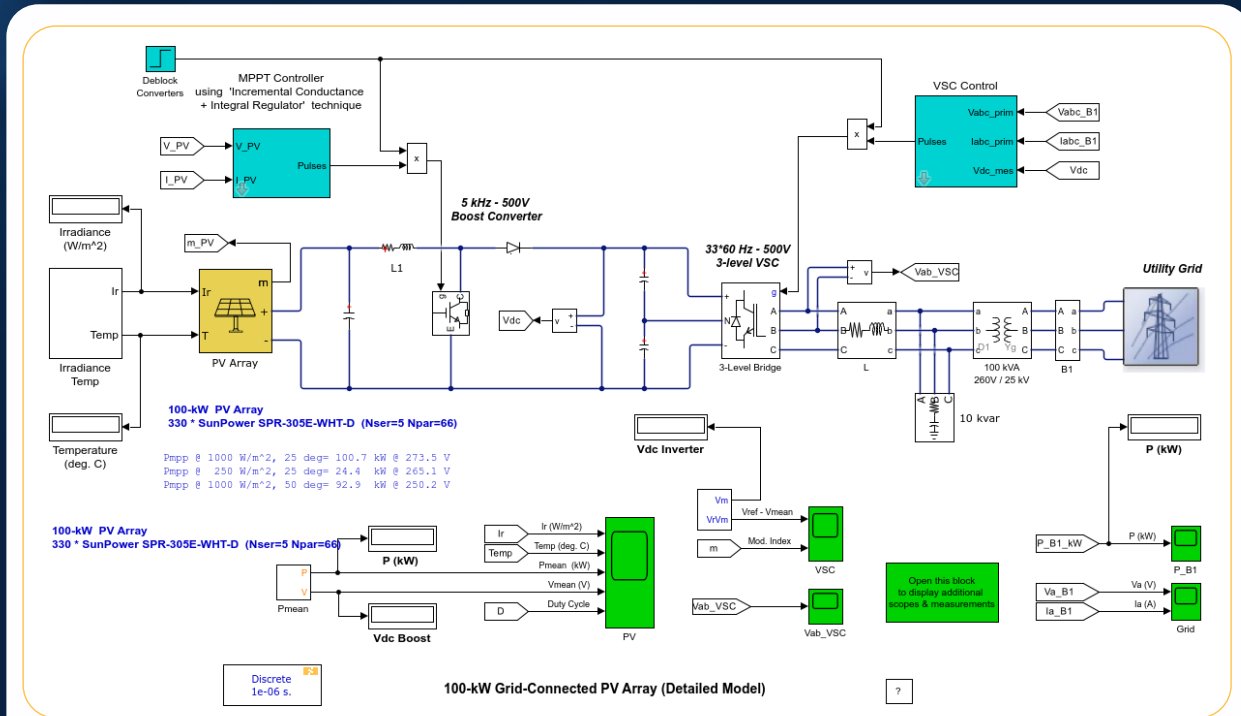 Deblock
Converters
MPPT Controller
using 'Incremental Conductance
+ Integral Regulator' technique
V_PV
I_PV
V_PV
I_PV
Pulses
x
VSC Control
Vabc_prim
Iabc_prim
Vdc_mes
Pulses
Vabc_B1
Iabc_B1
Vdc
x
Irradiance
(W/m^2)
Ir
Temp
Irradiance
Temp
Temperature
(deg. C)
m_PV
Ir
T
m
+
-
PV Array
L1
5 kHz - 500V
Boost Converter
g
C
E
Vdc
v
+
-
33*60 Hz - 500V
3-level VSC
+
N
-
g
A
B
C
3-Level Bridge
+
-
v
Vab_VSC
A
B
C
a
b
c
L
A
B
C
10 kvar
a
b
c
D1
Yg
A
B
C
100 kVA
260V / 25 kV
A
B
C
a
b
c
B1
Utility Grid
100-kW PV Array
330 * SunPower SPR-305E-WHT-D (Nser=5 Npar=66)
Pmpp @ 1000 W/m^2, 25 deg= 100.7 kW @ 273.5 V
Pmpp @ 250 W/m^2, 25 deg= 24.4 kW @ 265.1 V
Pmpp @ 1000 W/m^2, 50 deg= 92.9 kW @ 250.2 V
Vdc Inverter
P (kW)
100-kW PV Array
330 * SunPower SPR-305E-WHT-D (Nser=5 Npar=66)
P (kW)
P
V
Pmean
Vdc Boost
Ir
Temp
D
Ir (W/m^2)
Temp (deg. C)
Pmean (kW)
Vmean (V)
Duty Cycle
PV
Vm
VrVm
Vref - Vmean
m
Mod. Index
VSC
Vab_VSC
Vab_VSC
Open this block
to display additional
scopes & measurements
P_B1_kW
P (kW)
P_B1
Va_B1
Ia_B1
Va (V)
Ia (A)
Grid
Discrete
1e-06 s.
100-kW Grid-Connected PV Array (Detailed Model)
?